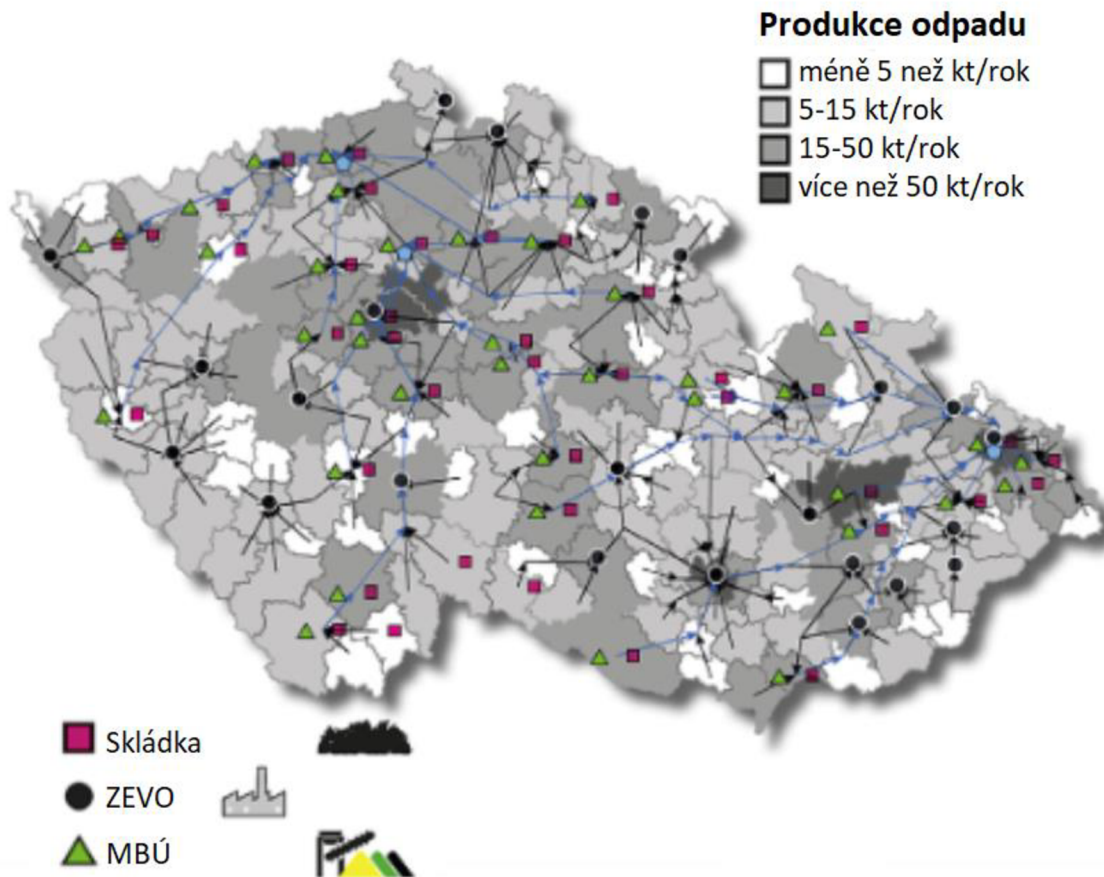 Produkce odpadu
méně 5 než kt/rok
5-15 kt/rok
15-50 kt/rok
více než 50 kt/rok
Skládka
ZEVO
MBÚ